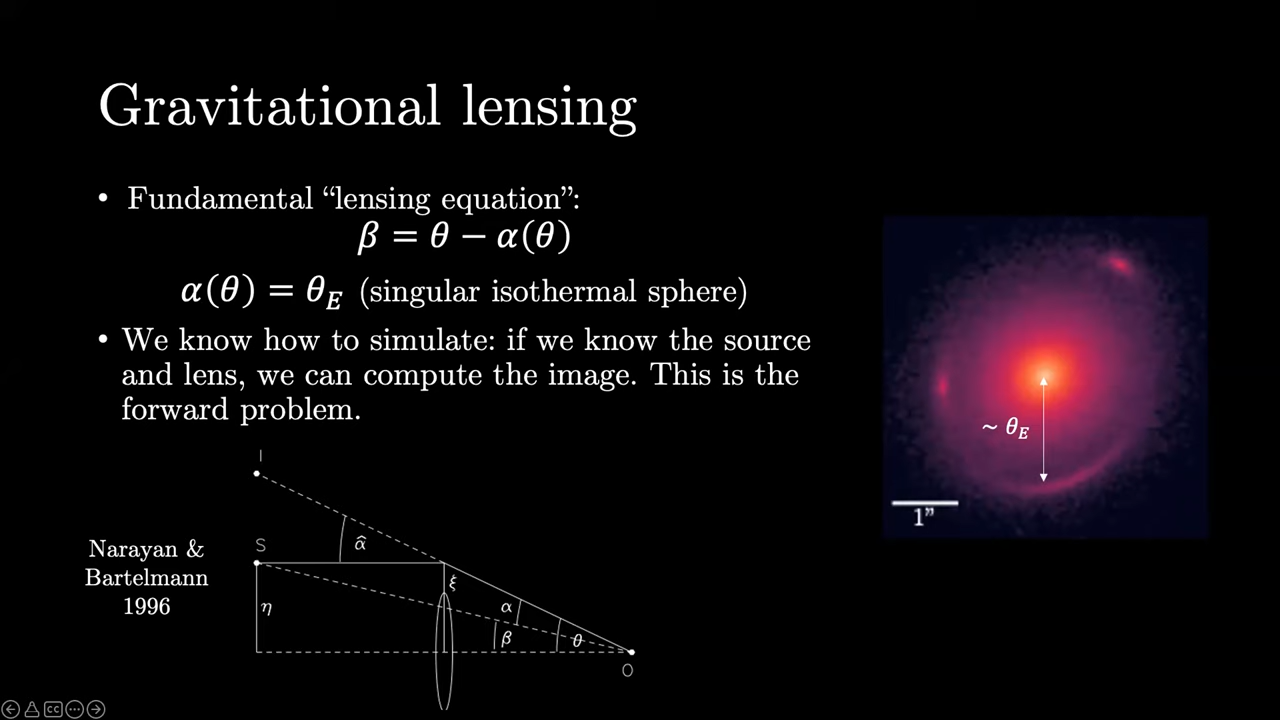 Gravitational lensing
• Fundamental “lensing equation”:
β = θ − α(θ)
α(θ) = θ_E (singular isothermal sphere)
• We know how to simulate: if we know the source
and lens, we can compute the image. This is the
forward problem.
~ θ_E
1”
Narayan &
Bartelmann
1996
I
S
α̂
ξ
η
α
β
θ
O
CC